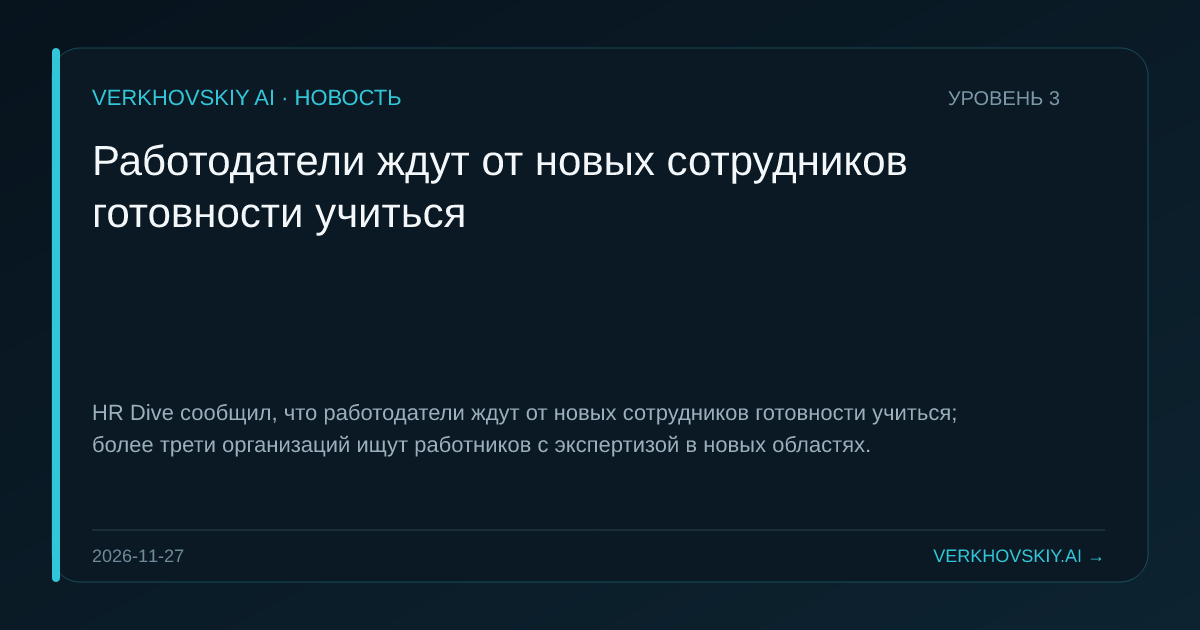 VERKHOVSKIY AI · НОВОСТЬ
УРОВЕНЬ 3
Работодатели ждут от новых сотрудников
готовности учиться
HR Dive сообщил, что работодатели ждут от новых сотрудников готовности учиться;
более трети организаций ищут работников с экспертизой в новых областях.
2026-11-27
VERKHOVSKIY.AI →